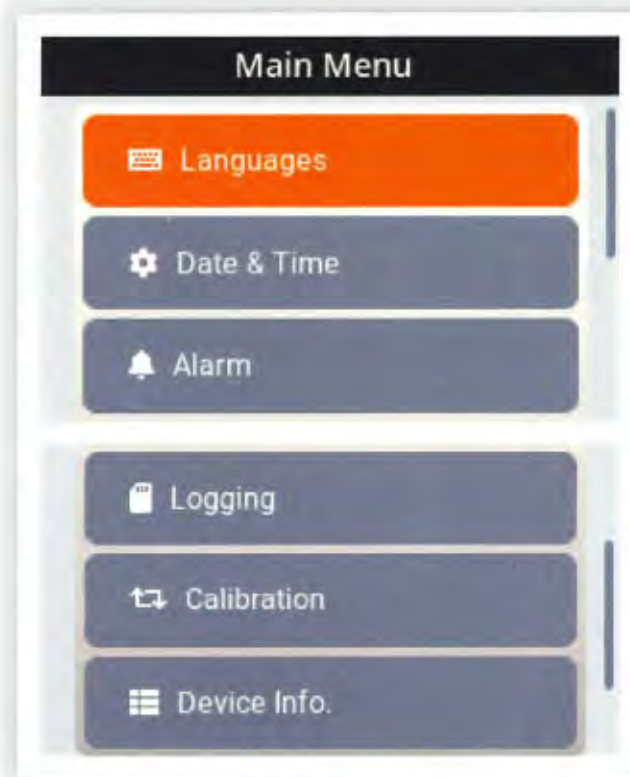 Main Menu
Languages
Date & Time
Alarm
Logging
Calibration
Device Info.